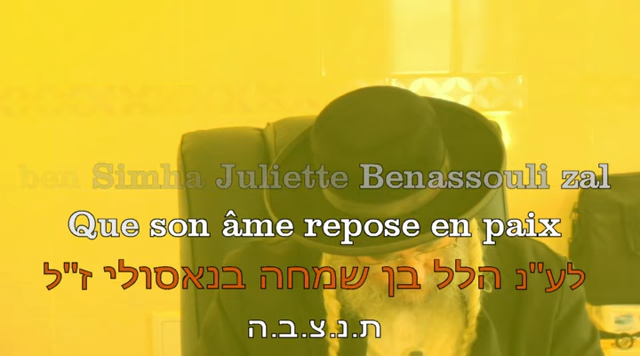 ben Simha Juliette Benassouli zal
Que son âme repose en paix
לע"נ הלל בן שמחה בנאסולי ז"ל
ת.נ.צ.ב.ה